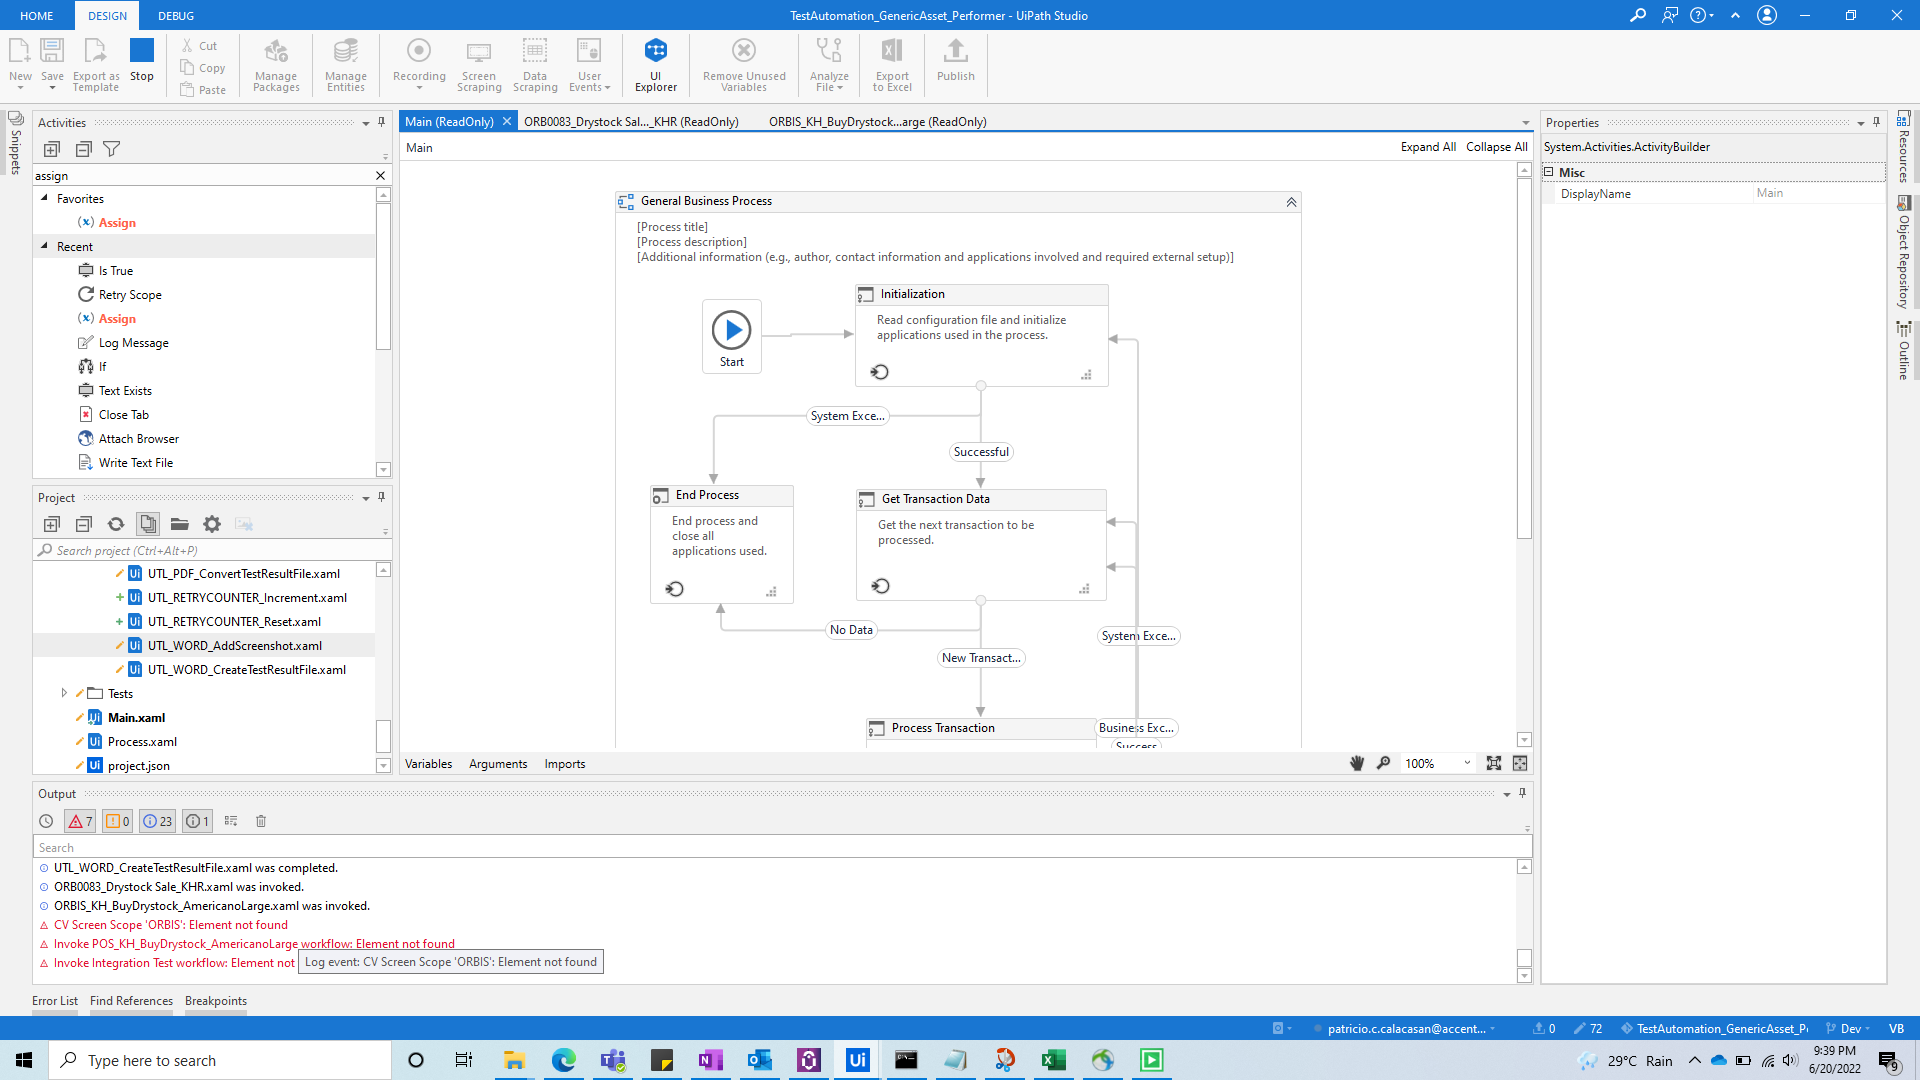 HOME
DESIGN
DEBUG
TestAutomation_GenericAsset_Performer - UiPath Studio
New
Save
Export as Template
Stop
Cut
Copy
Paste
Manage Packages
Manage Entities
Recording
Screen Scraping
Data Scraping
User Events
UI Explorer
Remove Unused Variables
Analyze File
Export to Excel
Publish
Snippets
Activities
assign
Favorites
Assign
Recent
Is True
Retry Scope
Assign
Log Message
If
Text Exists
Close Tab
Attach Browser
Write Text File
Project
Search project (Ctrl+Alt+P)
UTL_PDF_ConvertTestResultFile.xaml
UTL_RETRYCOUNTER_Increment.xaml
UTL_RETRYCOUNTER_Reset.xaml
UTL_WORD_AddScreenshot.xaml
UTL_WORD_CreateTestResultFile.xaml
Tests
Main.xaml
Process.xaml
project.json
Main (ReadOnly)
ORB0083_Drystock Sal..._KHR (ReadOnly)
ORBIS_KH_BuyDrystock...arge (ReadOnly)
Main
Expand All
Collapse All
General Business Process
[Process title]
[Process description]
[Additional information (e.g., author, contact information and applications involved and required external setup)]
Start
Initialization
Read configuration file and initialize
applications used in the process.
System Exce...
Successful
End Process
End process and
close all
applications used.
Get Transaction Data
Get the next transaction to be
processed.
No Data
New Transact...
System Exce...
Process Transaction
Business Exc...
Success
Variables
Arguments
Imports
100%
Properties
System.Activities.ActivityBuilder
Misc
DisplayName
Main
Resources
Object Repository
Outline
Output
7
0
23
1
Search
UTL_WORD_CreateTestResultFile.xaml was completed.
ORB0083_Drystock Sale_KHR.xaml was invoked.
ORBIS_KH_BuyDrystock_AmericanoLarge.xaml was invoked.
CV Screen Scope 'ORBIS': Element not found
Invoke POS_KH_BuyDrystock_AmericanoLarge workflow: Element not found
Invoke Integration Test workflow: Element not
Log event: CV Screen Scope 'ORBIS': Element not found
Error List
Find References
Breakpoints
patricio.c.calacasan@accent...
0
72
TestAutomation_GenericAsset_P
Dev
VB
Type here to search
29°C Rain
9:39 PM
6/20/2022
9